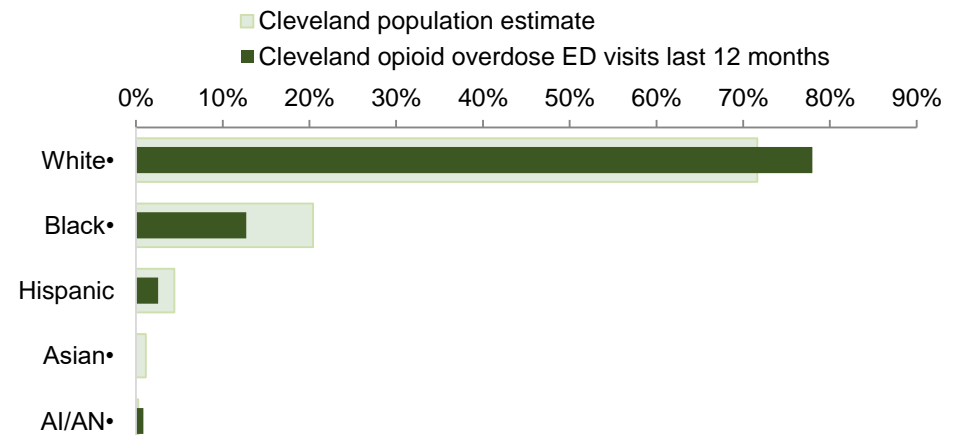 Cleveland population estimate
Cleveland opioid overdose ED visits last 12 months
0% 10% 20% 30% 40% 50% 60% 70% 80% 90%
White•
Black•
Hispanic
Asian•
AI/AN•